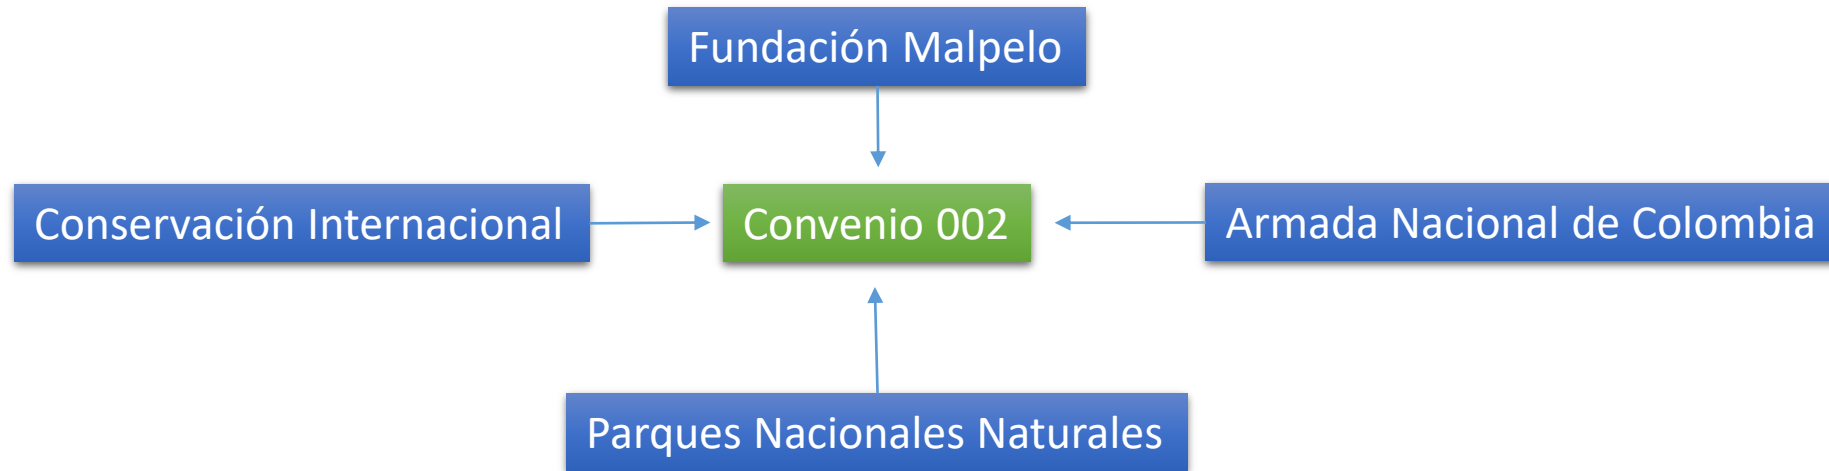 Fundación Malpelo
Conservación Internacional
Convenio 002
Armada Nacional de Colombia
Parques Nacionales Naturales